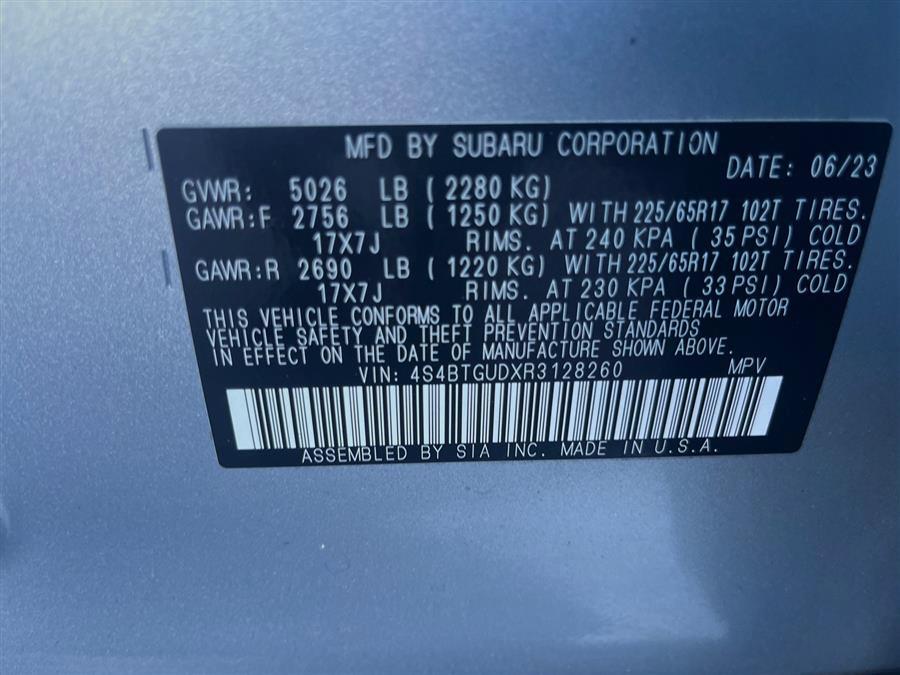 MFD BY SUBARU CORPORATION
DATE: 06/23
GVWR: 5026 LB ( 2280 KG)
GAWR:F 2756 LB ( 1250 KG) WITH 225/65R17 102T TIRES.
17X7J RIMS. AT 240 KPA ( 35 PSI) COLD
GAWR:R 2690 LB ( 1220 KG) WITH 225/65R17 102T TIRES.
17X7J RIMS. AT 230 KPA ( 33 PSI) COLD
THIS VEHICLE CONFORMS TO ALL APPLICABLE FEDERAL MOTOR
VEHICLE SAFETY AND THEFT PREVENTION STANDARDS
IN EFFECT ON THE DATE OF MANUFACTURE SHOWN ABOVE.
VIN: 4S4BTGUDXR3128260 MPV
ASSEMBLED BY SIA INC. MADE IN U.S.A.